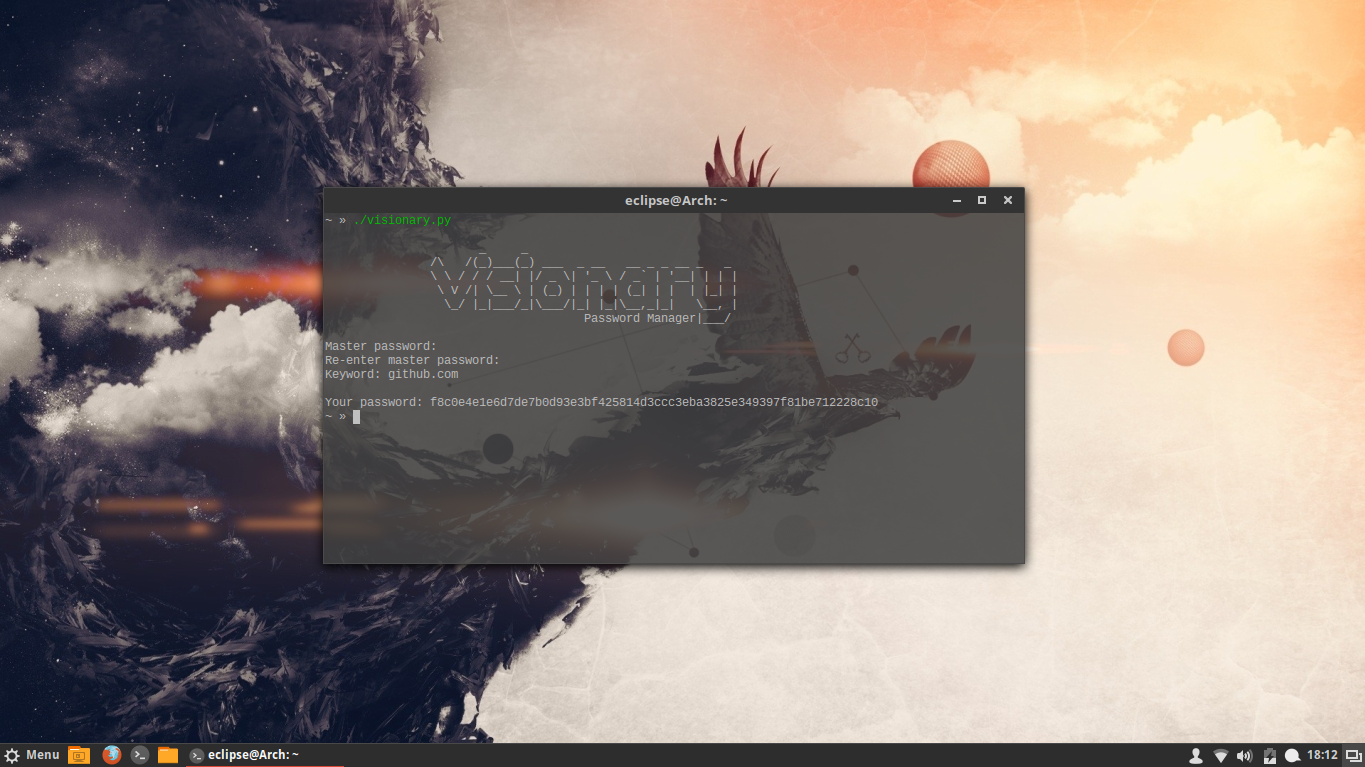 eclipse@Arch: ~
~ » ./visionary.py
visionary
Password Manager
Master password:
Re-enter master password:
Keyword: github.com
Your password: f8c0e4e1e6d7de7b0d93e3bf425814d3ccc3eba3825e349397f81be712228c10
~ »
Menu
eclipse@Arch: ~
18:12